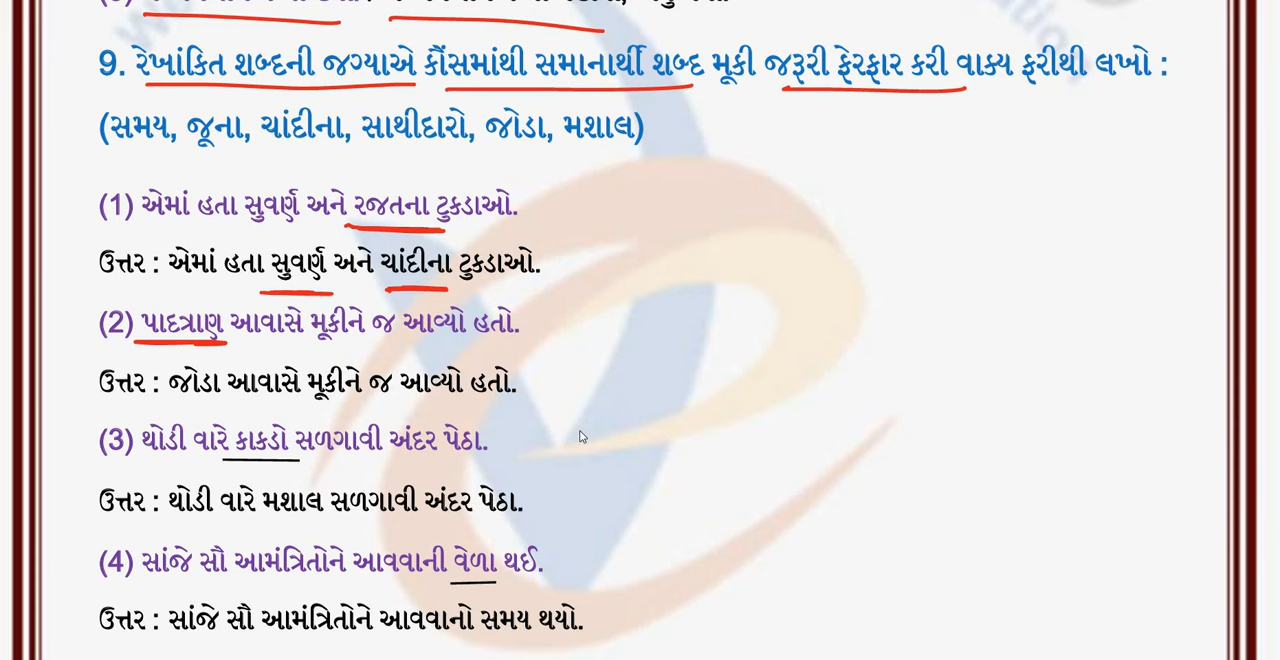 9. રેખાંકિત શબ્દની જગ્યાએ કૌંસમાંથી સમાનાર્થી શબ્દ મૂકી જરૂરી ફેરફાર કરી વાક્ય ફરીથી લખો :
(સમય, જૂના, ચાંદીના, સાથીદારો, જોડા, મશાલ)
(1) એમાં હતા સુવર્ણ અને રજતના ટુકડાઓ.
ઉત્તર : એમાં હતા સુવર્ણ અને ચાંદીના ટુકડાઓ.
(2) પાદત્રાણ આવાસે મૂકીને જ આવ્યો હતો.
ઉત્તર : જોડા આવાસે મૂકીને જ આવ્યો હતો.
(3) થોડી વારે કાકડો સળગાવી અંદર પેઠા.
ઉત્તર : થોડી વારે મશાલ સળગાવી અંદર પેઠા.
(4) સાંજે સૌ આમંત્રિતોને આવવાની વેળા થઈ.
ઉત્તર : સાંજે સૌ આમંત્રિતોને આવવાનો સમય થયો.